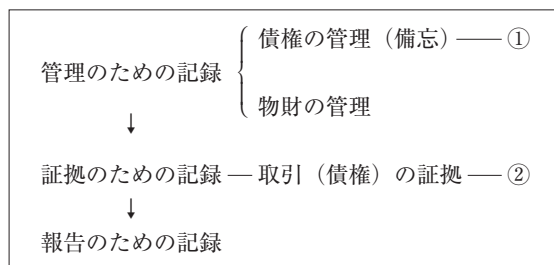 債権の管理（備忘）――①
管理のための記録
物財の管理
↓
証拠のための記録 ― 取引（債権）の証拠 ――②
↓
報告のための記録